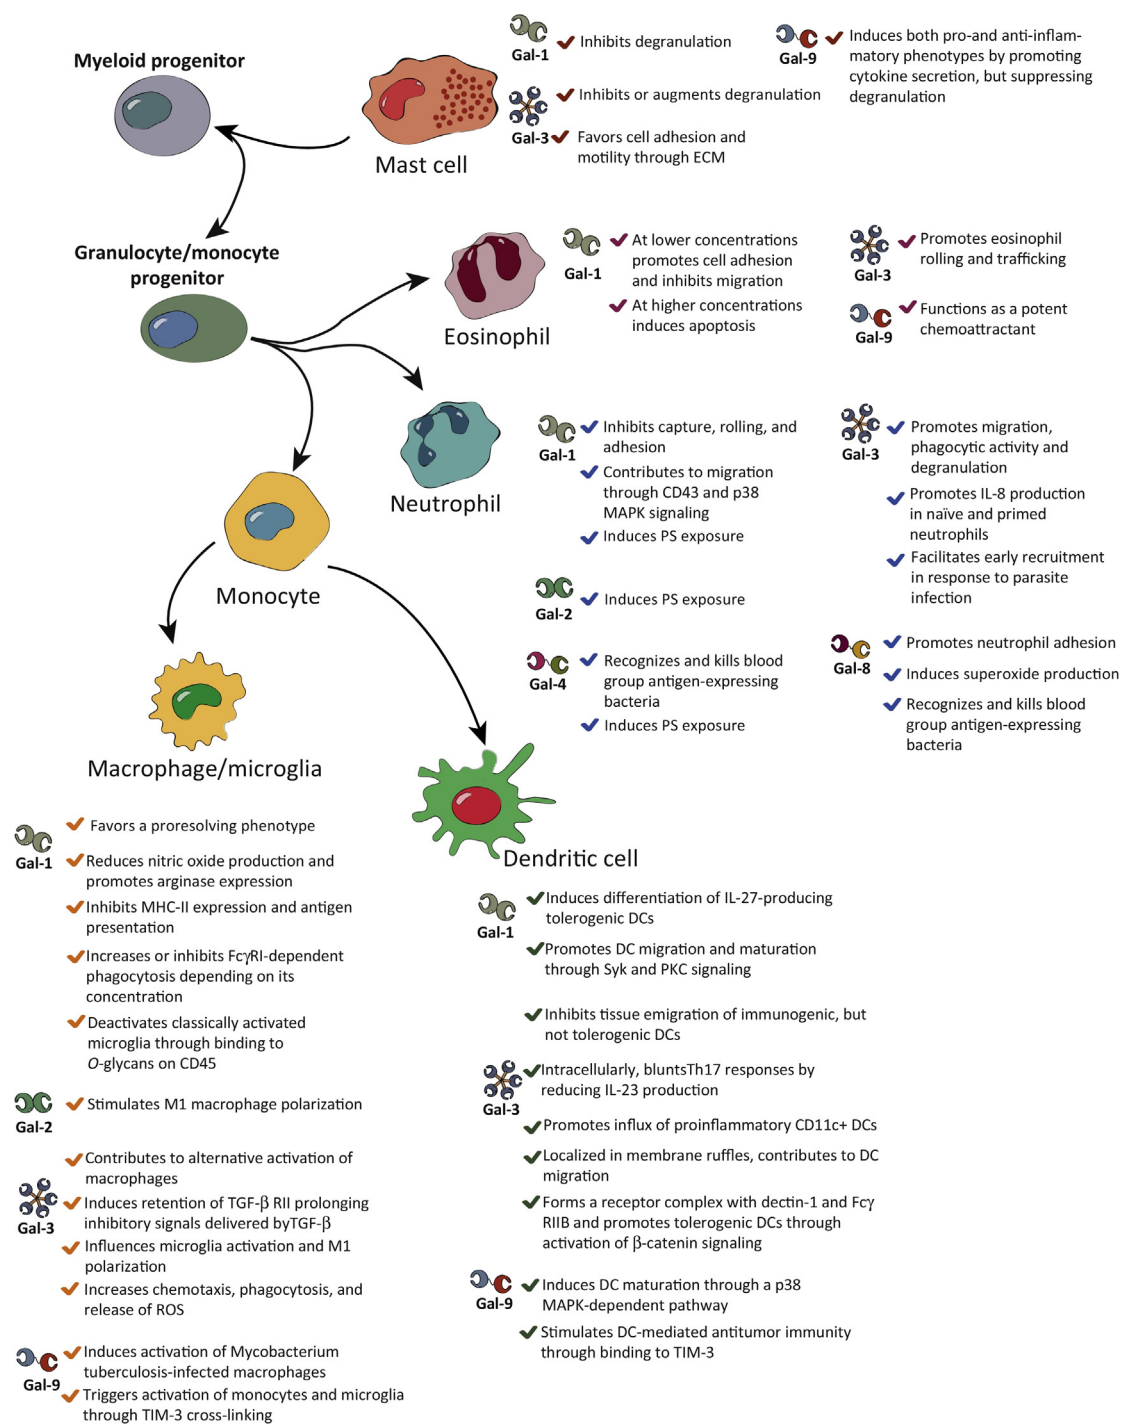 Myeloid progenitor
Mast cell
Gal-1
Inhibits degranulation
Gal-3
Inhibits or augments degranulation
Favors cell adhesion and
motility through ECM
Gal-9
Induces both pro-and anti-inflam-
matory phenotypes by promoting
cytokine secretion, but suppressing
degranulation
Granulocyte/monocyte
progenitor
Eosinophil
Gal-1
At lower concentrations
promotes cell adhesion
and inhibits migration
At higher concentrations
induces apoptosis
Gal-3
Promotes eosinophil
rolling and trafficking
Gal-9
Functions as a potent
chemoattractant
Neutrophil
Gal-1
Inhibits capture, rolling, and
adhesion
Contributes to migration
through CD43 and p38
MAPK signaling
Induces PS exposure
Gal-2
Induces PS exposure
Gal-4
Recognizes and kills blood
group antigen-expressing
bacteria
Induces PS exposure
Gal-3
Promotes migration,
phagocytic activity and
degranulation
Promotes IL-8 production
in naïve and primed
neutrophils
Facilitates early recruitment
in response to parasite
infection
Gal-8
Promotes neutrophil adhesion
Induces superoxide production
Recognizes and kills blood
group antigen-expressing
bacteria
Monocyte
Macrophage/microglia
Gal-1
Favors a proresolving phenotype
Reduces nitric oxide production and
promotes arginase expression
Inhibits MHC-II expression and antigen
presentation
Increases or inhibits FcγRI-dependent
phagocytosis depending on its
concentration
Deactivates classically activated
microglia through binding to
O-glycans on CD45
Gal-2
Stimulates M1 macrophage polarization
Gal-3
Contributes to alternative activation of
macrophages
Induces retention of TGF-β RII prolonging
inhibitory signals delivered byTGF-β
Influences microglia activation and M1
polarization
Increases chemotaxis, phagocytosis, and
release of ROS
Gal-9
Induces activation of Mycobacterium
tuberculosis-infected macrophages
Triggers activation of monocytes and microglia
through TIM-3 cross-linking
Dendritic cell
Gal-1
Induces differentiation of IL-27-producing
tolerogenic DCs
Promotes DC migration and maturation
through Syk and PKC signaling
Inhibits tissue emigration of immunogenic, but
not tolerogenic DCs
Gal-3
Intracellularly, bluntsTh17 responses by
reducing IL-23 production
Promotes influx of proinflammatory CD11c+ DCs
Localized in membrane ruffles, contributes to DC
migration
Forms a receptor complex with dectin-1 and Fcγ
RIIB and promotes tolerogenic DCs through
activation of β-catenin signaling
Gal-9
Induces DC maturation through a p38
MAPK-dependent pathway
Stimulates DC-mediated antitumor immunity
through binding to TIM-3